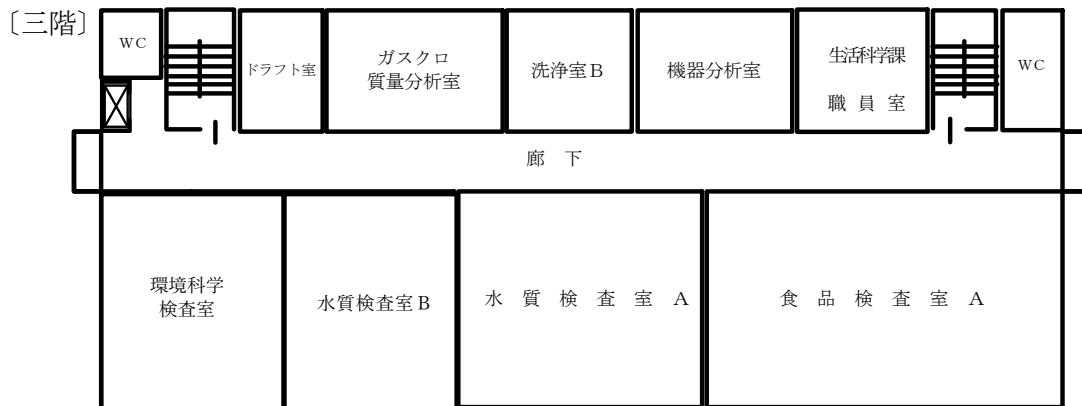 〔三階〕
WC
ドラフト室
ガスクロ
質量分析室
洗浄室B
機器分析室
生活科学課
職員室
WC
廊下
環境科学
検査室
水質検査室B
水質検査室A
食品検査室A